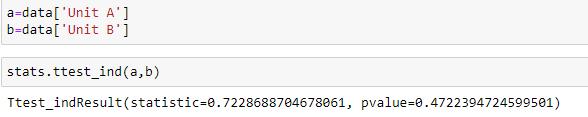 a=data['Unit A']
b=data['Unit B']
stats.ttest_ind(a,b)
Ttest_indResult(statistic=0.7228688704678061, pvalue=0.4722394724599501)